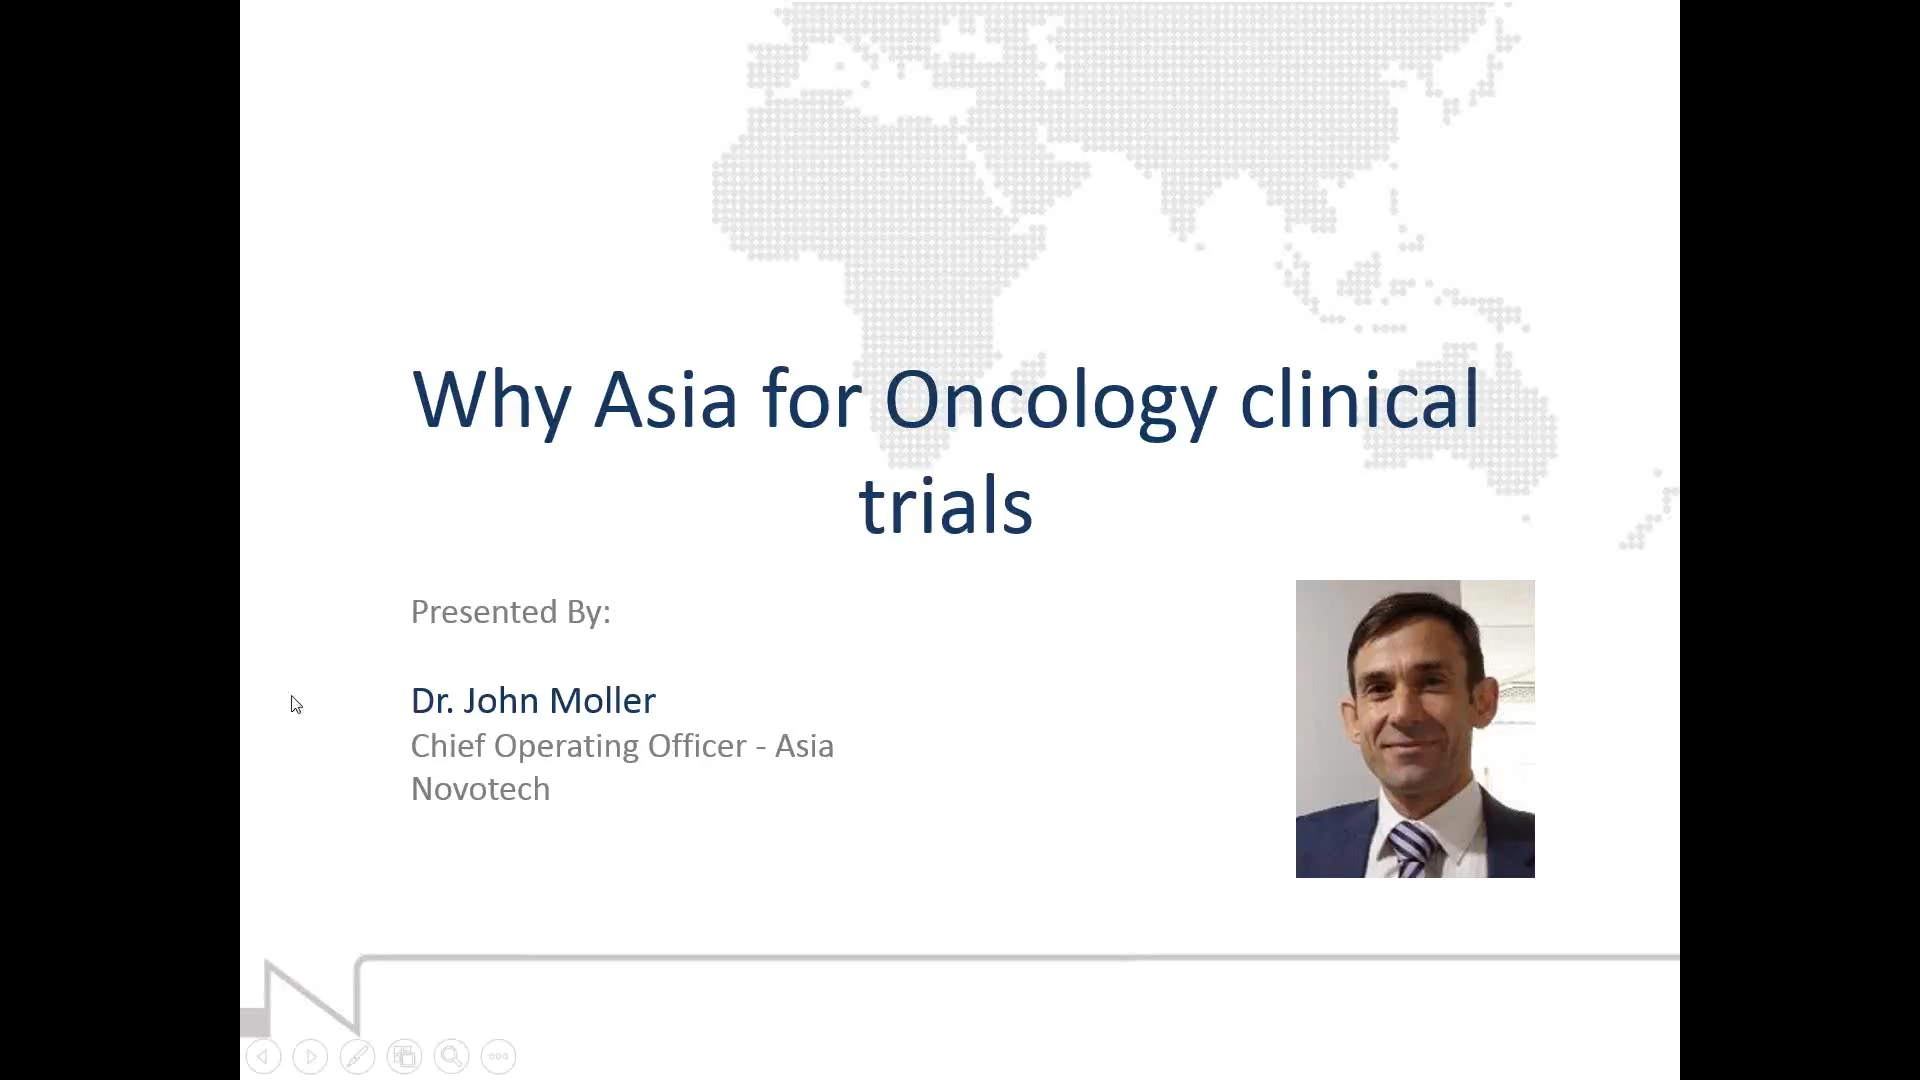 Why Asia for Oncology clinical
trials
Presented By:
Dr. John Moller
Chief Operating Officer - Asia
Novotech